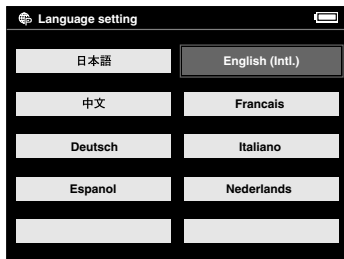 Language setting
日本語
English (Intl.)
中文
Francais
Deutsch
Italiano
Espanol
Nederlands